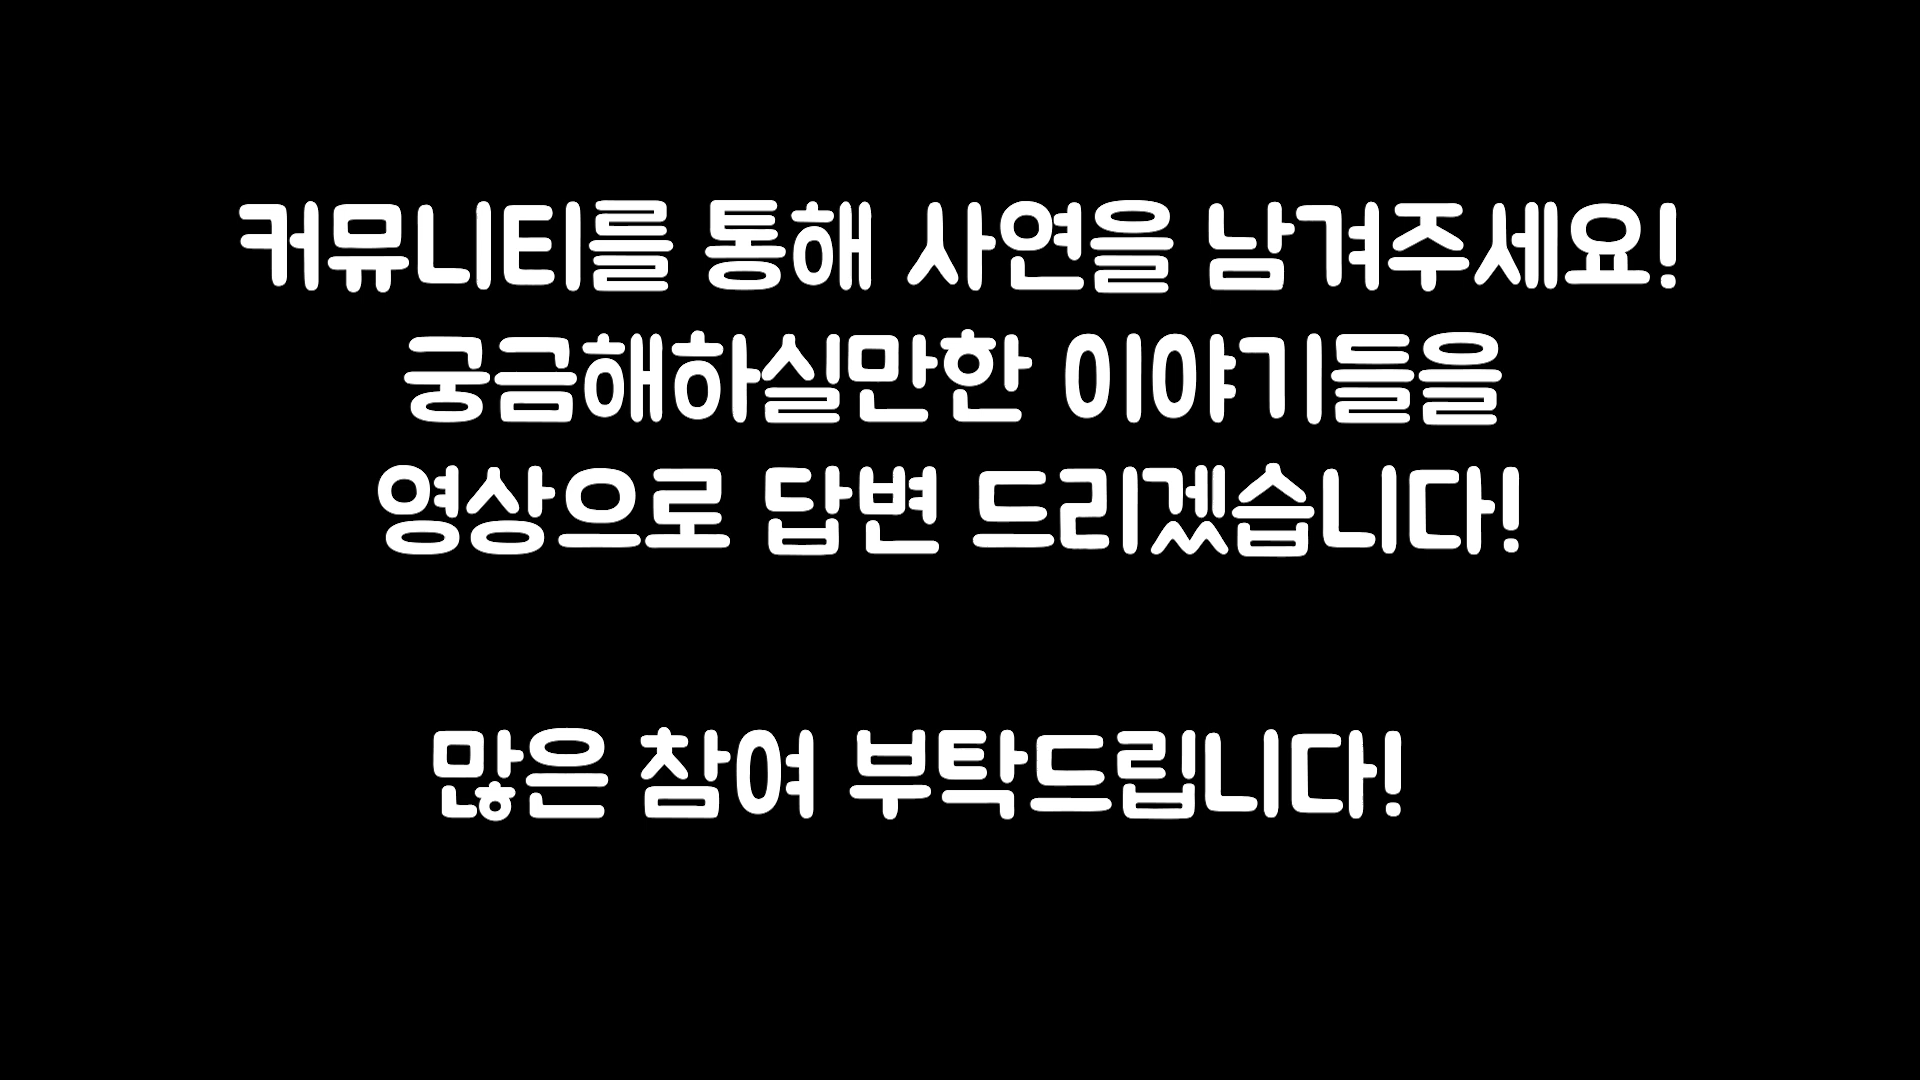 커뮤니티를 통해 사연을 남겨주세요!
궁금해하실만한 이야기들을
영상으로 답변 드리겠습니다!
많은 참여 부탁드립니다!